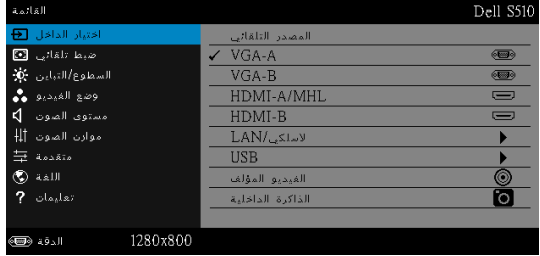 القائمة
Dell S510
اختيار الداخل
ضبط تلقائي
السطوع/التباين
وضع الفيديو
مستوى الصوت
موازن الصوت
متقدمة
اللغة
تعليمات
المصدر التلقائي
VGA-A
VGA-B
HDMI-A/MHL
HDMI-B
لاسلكي/LAN
USB
الفيديو المؤلف
الذاكرة الداخلية
الدقة
1280x800